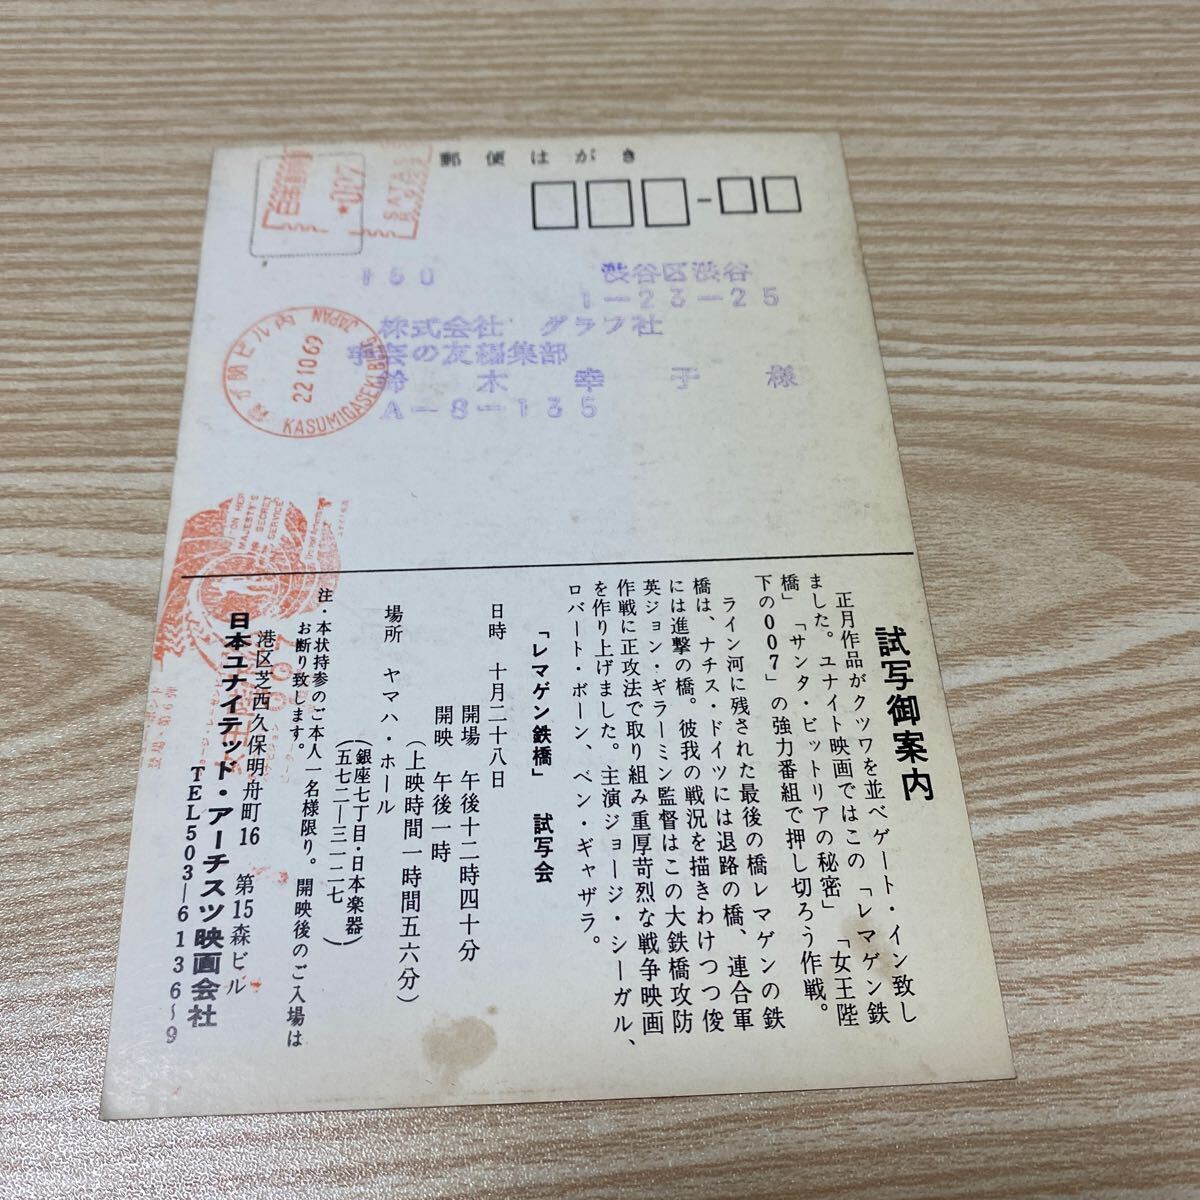 郵便はがき
日本郵便
007
150
渋谷区渋谷
1-23-25
株式会社 グラフ社
の友編集部
鈴木幸子様
A-8-135
JAPAN
22 10 69
KASUMIGASEKI BLDG
ON HER
MAJESTY'S
SECRET
SERVICE
試写御案内
正月作品がクツワを並べゲート・イン致し
ました。ユナイト映画ではこの「レマゲン鉄
橋」「サンタ・ビットリアの秘密」「女王陛
下の007」の強力番組で押し切ろう作戦。
ライン河に残された最後の橋レマゲンの鉄
橋は、ナチス・ドイツには退路の橋、連合軍
には進撃の橋。彼我の戦況を描きわけつつ俊
英ジョン・ギラーミン監督はこの大鉄橋攻防
作戦に正攻法で取り組み重厚苛烈な戦争映画
を作り上げました。主演ジョージ・シーガル、
ロバート・ボーン、ベン・ギャザラ。
「レマゲン鉄橋」 試写会
日時 十月二十八日
開場 午後十二時四十分
開映 午後一時
（上映時間一時間五六分）
場所 ヤマハ・ホール
（銀座七丁目・日本楽器）
（五七二―三一二七）
注・本状持参のご本人一名様限り。開映後のご入場は
お断り致します。
港区芝西久保明舟町16 第15森ビル
日本ユナイテッド・アーチスツ映画会社
TEL503―6136~9